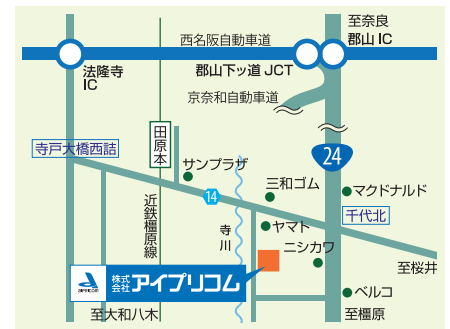 至奈良
西名阪自動車道
郡山IC
法隆寺
IC
郡山下ッ道JCT
京奈和自動車道
田原本
寺戸大橋西詰
24
サンプラザ
三和ゴム
マクドナルド
14
千代北
近鉄橿原線
寺川
ヤマト
ニシカワ
至桜井
株式
会社
アイプリコム
ベルコ
至大和八木
至橿原